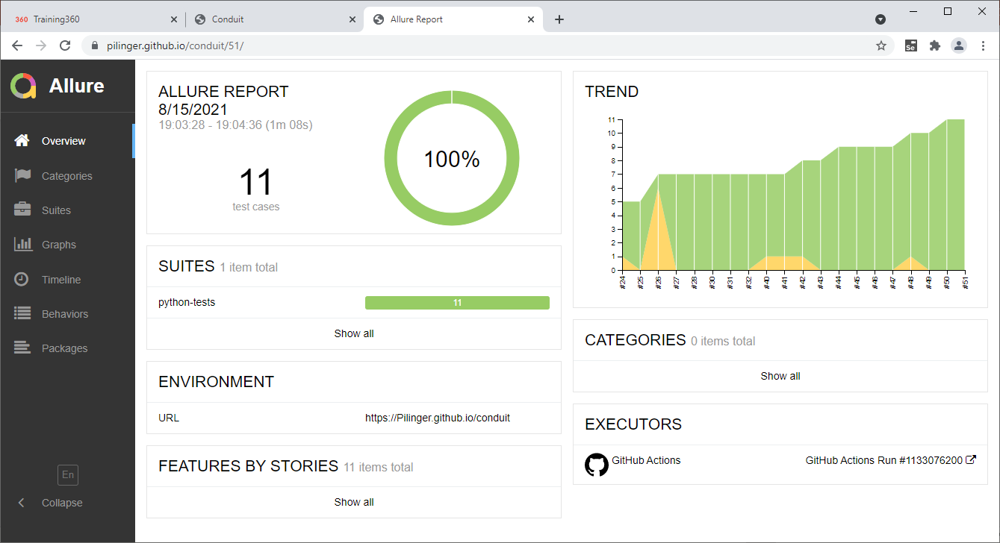 360 Training360
Conduit
Allure Report
pilinger.github.io/conduit/51/
Se
Allure
Overview
Categories
Suites
Graphs
Timeline
Behaviors
Packages
En
Collapse
ALLURE REPORT
8/15/2021
19:03:28 - 19:04:36 (1m 08s)
11
test cases
100%
SUITES 1 item total
python-tests 11
Show all
ENVIRONMENT
URL https://Pilinger.github.io/conduit
FEATURES BY STORIES 11 items total
Show all
TREND
11
10
9
8
7
6
5
4
3
2
1
0
#24 #25 #26 #27 #28 #30 #31 #32 #40 #41 #42 #43 #44 #45 #46 #47 #48 #49 #50 #51
CATEGORIES 0 items total
Show all
EXECUTORS
GitHub Actions GitHub Actions Run #1133076200